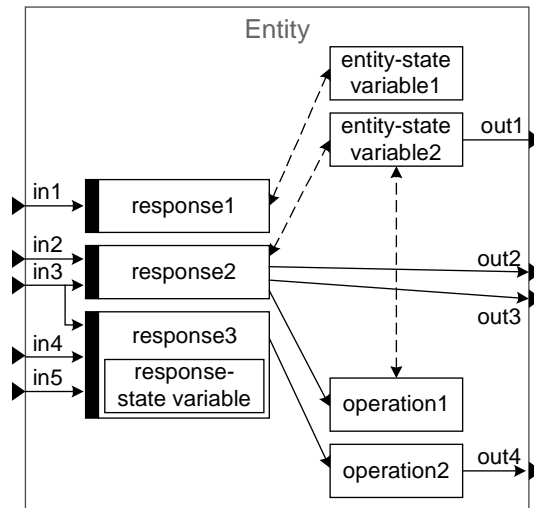 Entity
entity-state
variable1
entity-state
variable2
out1
in1
response1
in2
response2
in3
out2
out3
response3
in4
response-
state variable
in5
operation1
operation2
out4